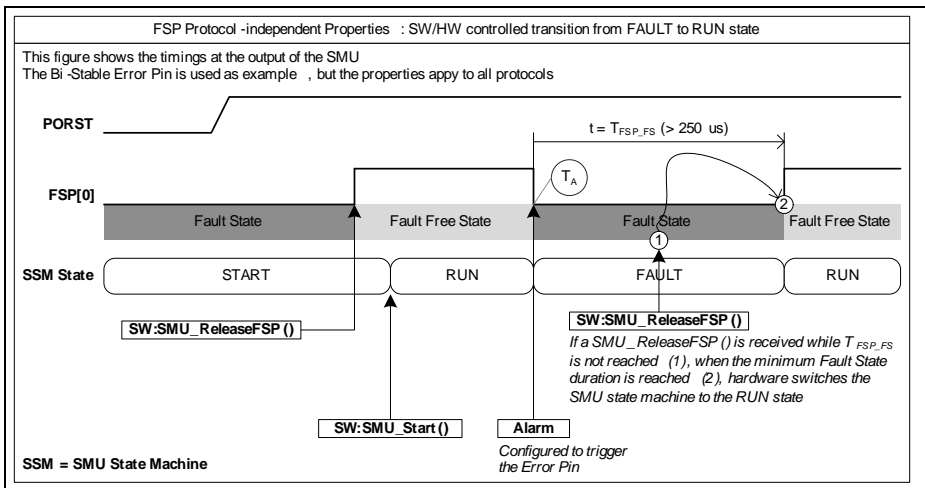 FSP Protocol -independent Properties : SW/HW controlled transition from FAULT to RUN state
This figure shows the timings at the output of the SMU
The Bi -Stable Error Pin is used as example , but the properties appy to all protocols
PORST
t = T_FSP_FS (> 250 us)
T_A
FSP[0]
2
Fault State
Fault Free State
Fault State
Fault Free State
1
SSM State
START
RUN
FAULT
RUN
SW:SMU_ReleaseFSP ()
SW:SMU_ReleaseFSP ()
If a SMU_ReleaseFSP () is received while T_FSP_FS
is not reached (1), when the minimum Fault State
duration is reached (2), hardware switches the
SMU state machine to the RUN state
SW:SMU_Start()
Alarm
Configured to trigger
the Error Pin
SSM = SMU State Machine